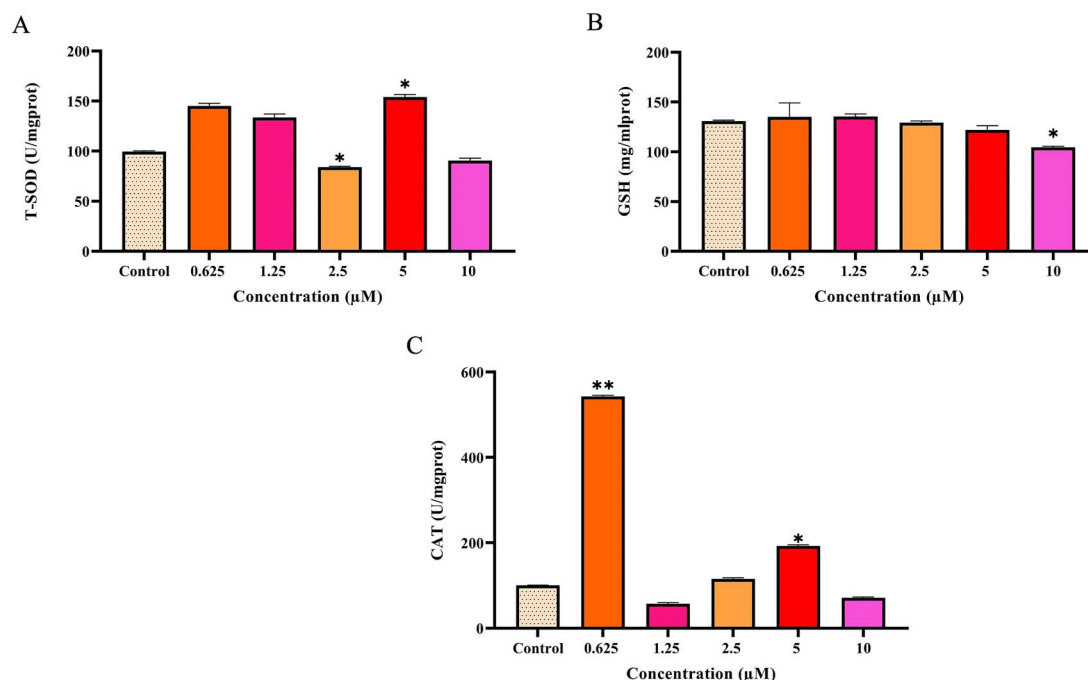 A
T-SOD (U/mgprot)
200
150
100
50
0
*
*
Control 0.625 1.25 2.5 5 10
Concentration (µM)
B
GSH (mg/mlprot)
200
150
100
50
0
*
Control 0.625 1.25 2.5 5 10
Concentration (µM)
C
CAT (U/mgprot)
600
400
200
0
**
*
Control 0.625 1.25 2.5 5 10
Concentration (µM)